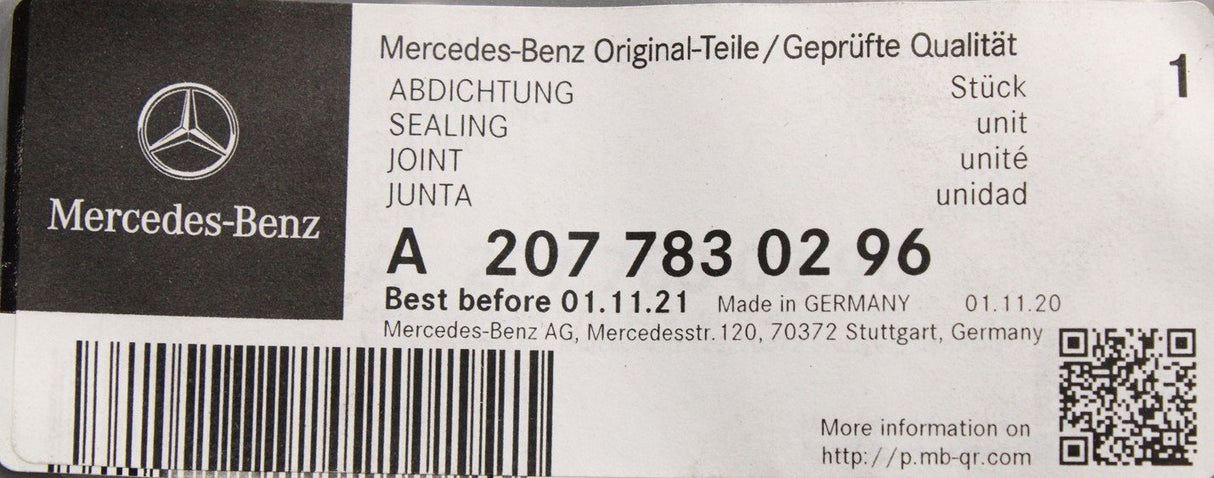 Mercedes-Benz
Mercedes-Benz Original-Teile/Geprüfte Qualität
ABDICHTUNG Stück 1
SEALING unit
JOINT unité
JUNTA unidad
A 207 783 02 96
Best before 01.11.21 Made in GERMANY 01.11.20
Mercedes-Benz AG, Mercedesstr. 120, 70372 Stuttgart, Germany
More information on
http://p.mb-qr.com